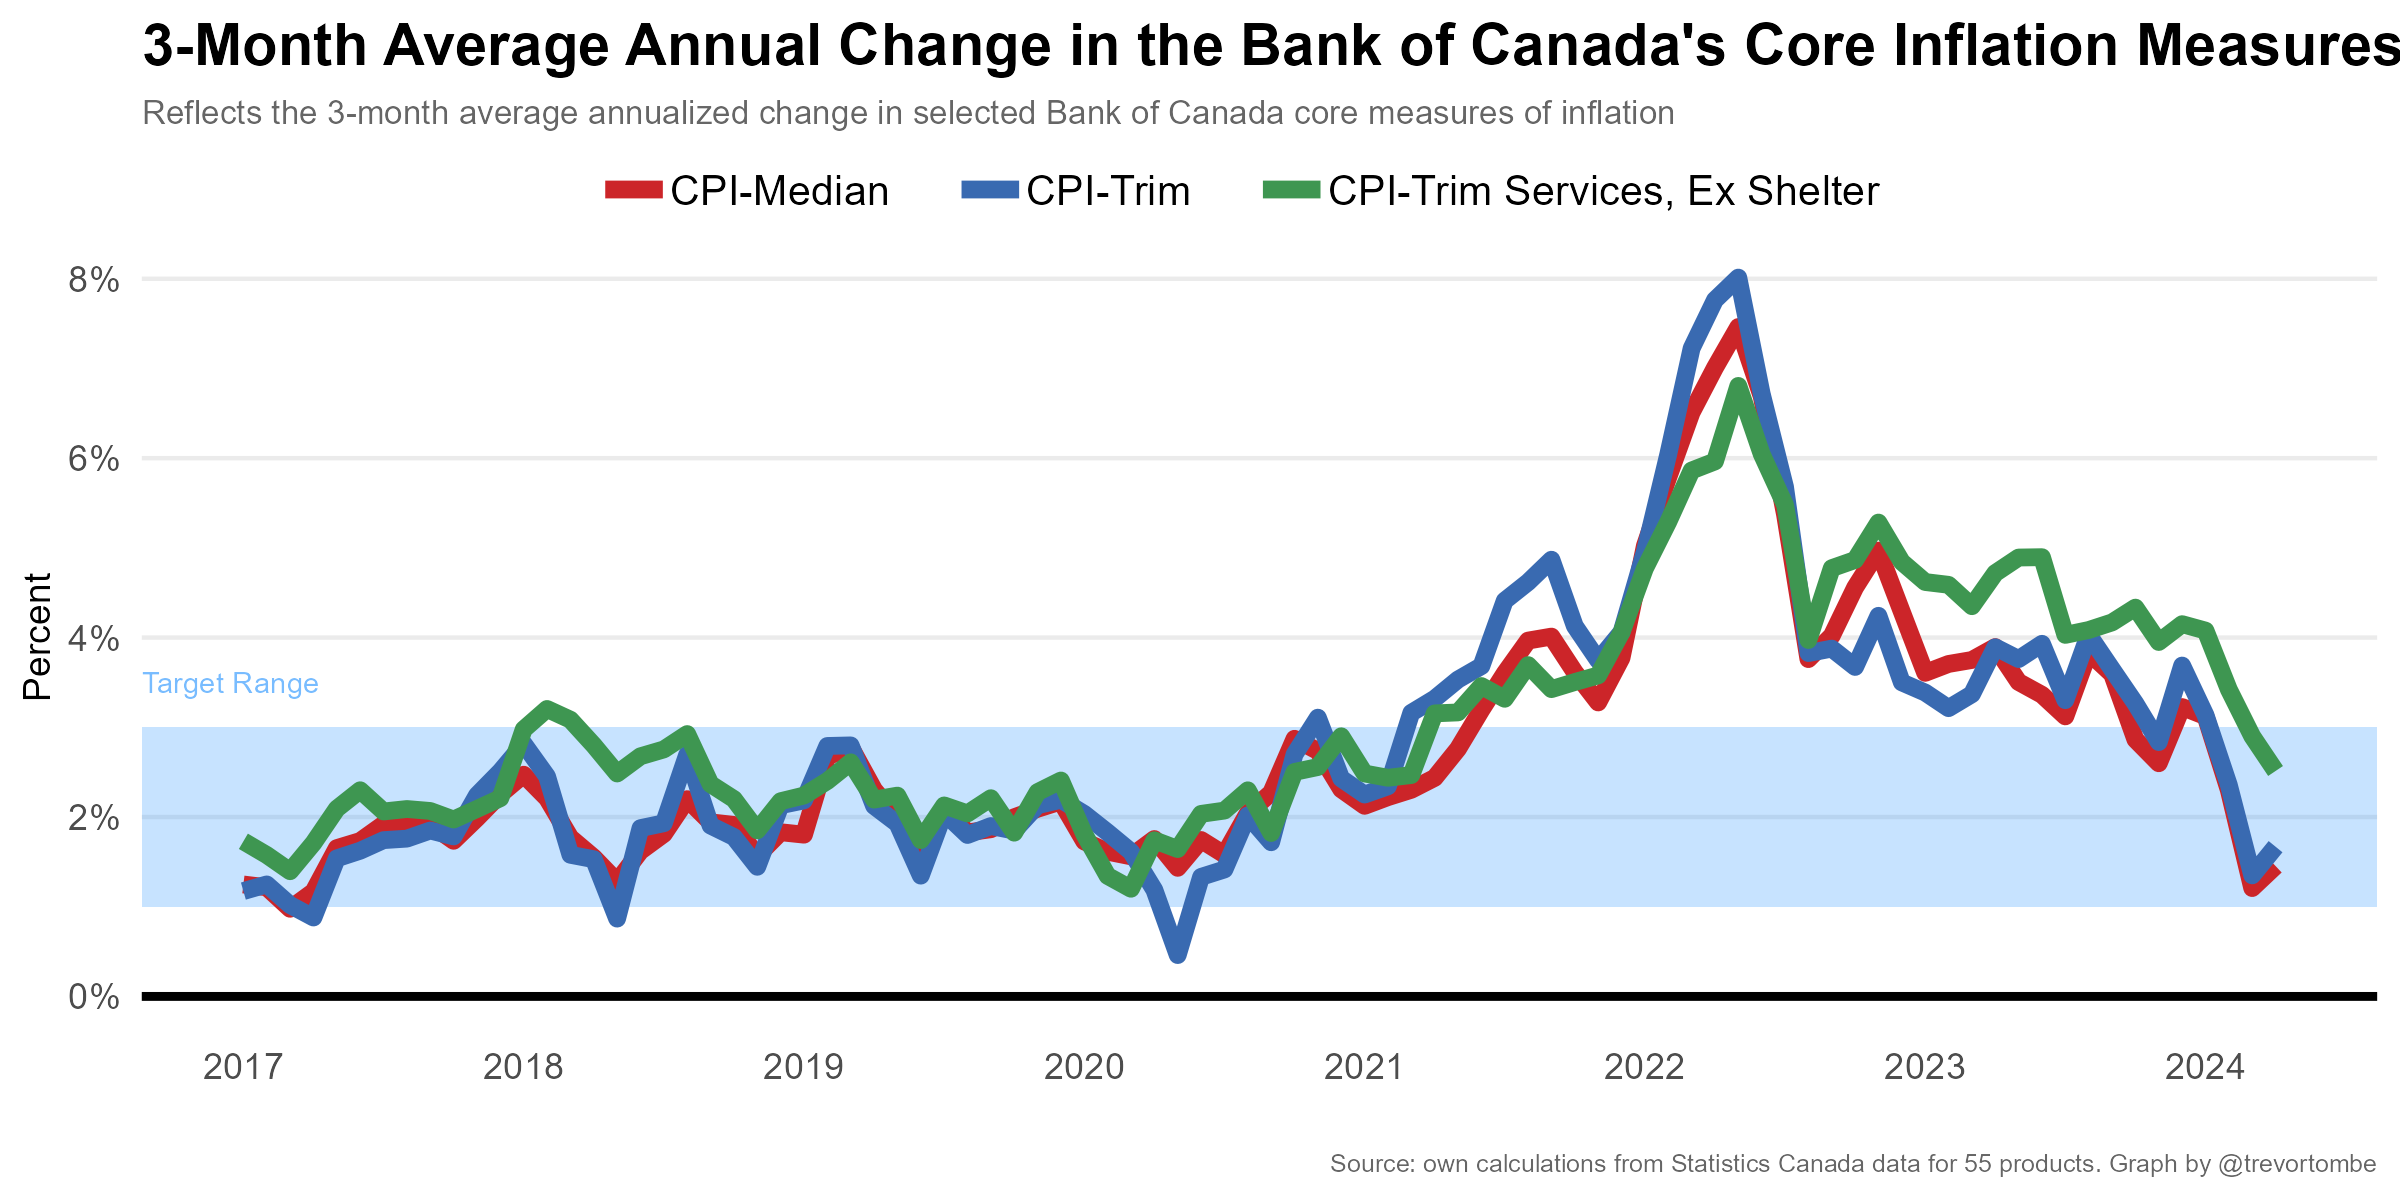 3-Month Average Annual Change in the Bank of Canada's Core Inflation Measures
Reflects the 3-month average annualized change in selected Bank of Canada core measures of inflation
CPI-Median CPI-Trim CPI-Trim Services, Ex Shelter
8%
6%
4%
2%
0%
Percent
Target Range
2017 2018 2019 2020 2021 2022 2023 2024
Source: own calculations from Statistics Canada data for 55 products. Graph by @trevortombe